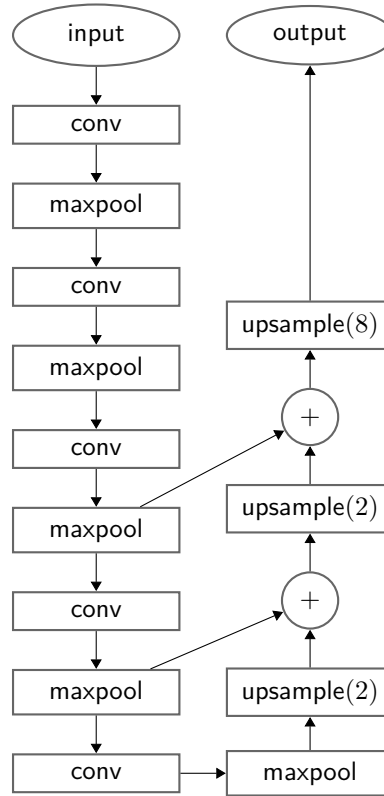 input
conv
maxpool
conv
maxpool
conv
maxpool
conv
maxpool
conv
maxpool
upsample(2)
+
upsample(2)
+
upsample(8)
output